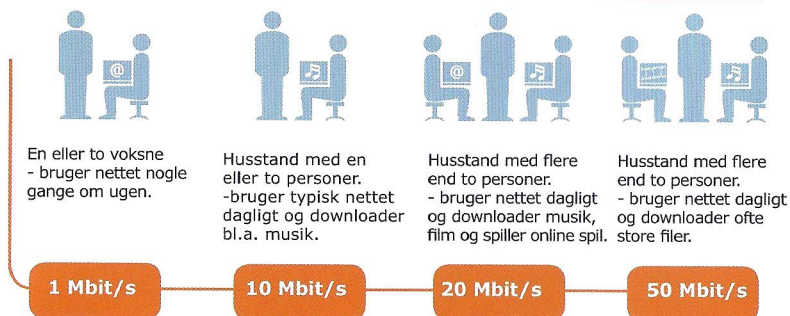 @
@
En eller to voksne
- bruger nettet nogle
gange om ugen.
Husstand med en
eller to personer.
-bruger typisk nettet
dagligt og downloader
bl.a. musik.
Husstand med flere
end to personer.
- bruger nettet dagligt
og downloader musik,
film og spiller online spil.
Husstand med flere
end to personer.
- bruger nettet dagligt
og downloader ofte
store filer.
1 Mbit/s
10 Mbit/s
20 Mbit/s
50 Mbit/s